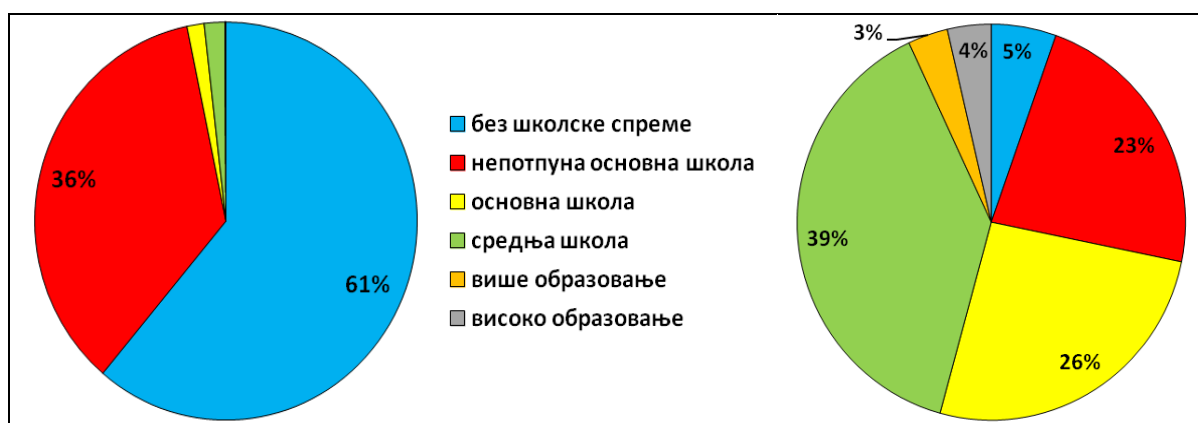 36%
61%
без школске спреме
непотпуна основна школа
основна школа
средња школа
више образовање
високо образовање
3%
4%
5%
23%
39%
26%